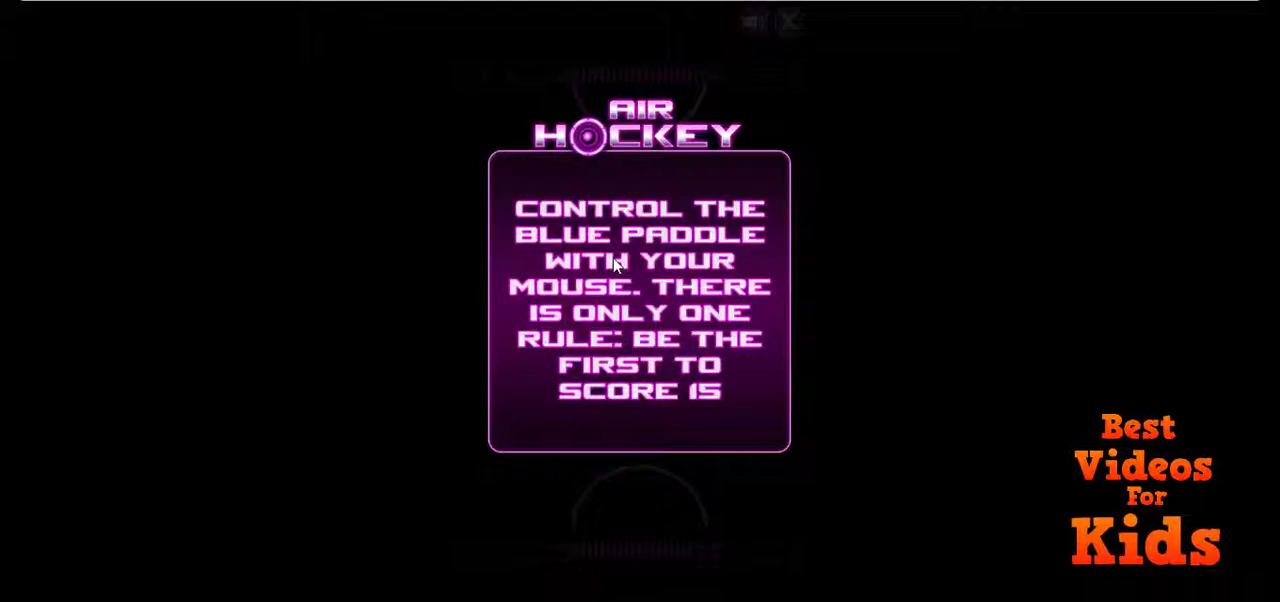 AIR
HOCKEY
CONTROL THE
BLUE PADDLE
WITH YOUR
MOUSE. THERE
IS ONLY ONE
RULE: BE THE
FIRST TO
SCORE 15
Best
Videos
For
Kids